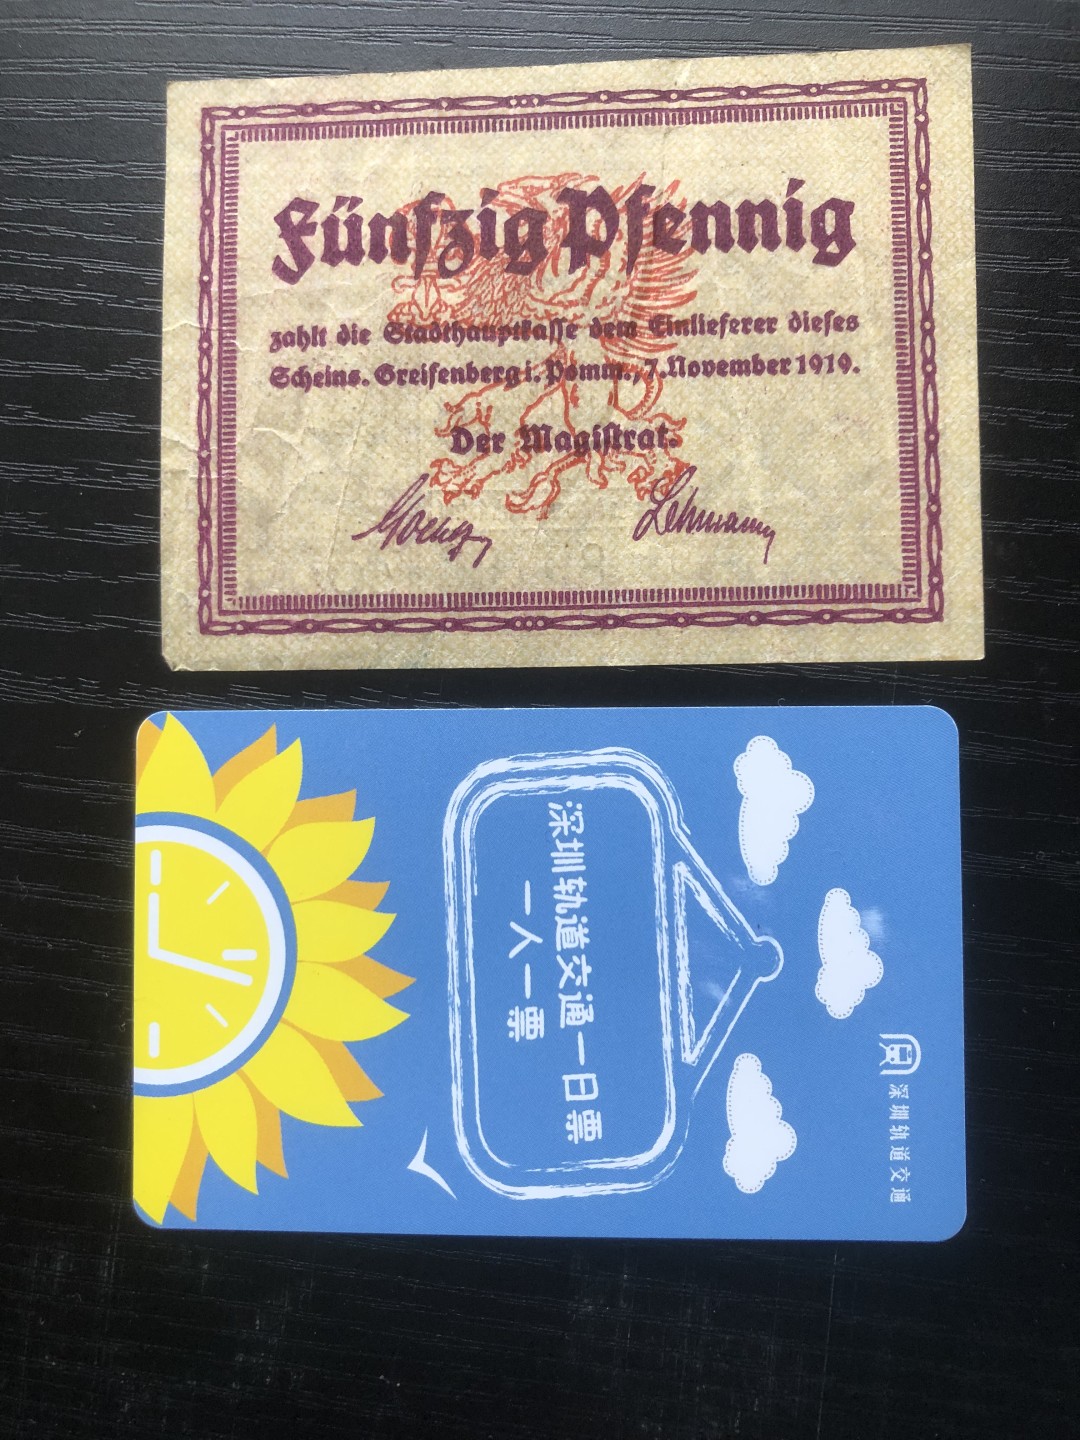 Fünfzig Pfennig
zahlt die Stadthauptkasse dem Einlieferer dieses
Scheins. Greifenberg i. Pomm., 7. November 1919.
Der Magistrat.
Lehmann
深圳轨道交通一日票
一人一票
深圳轨道交通